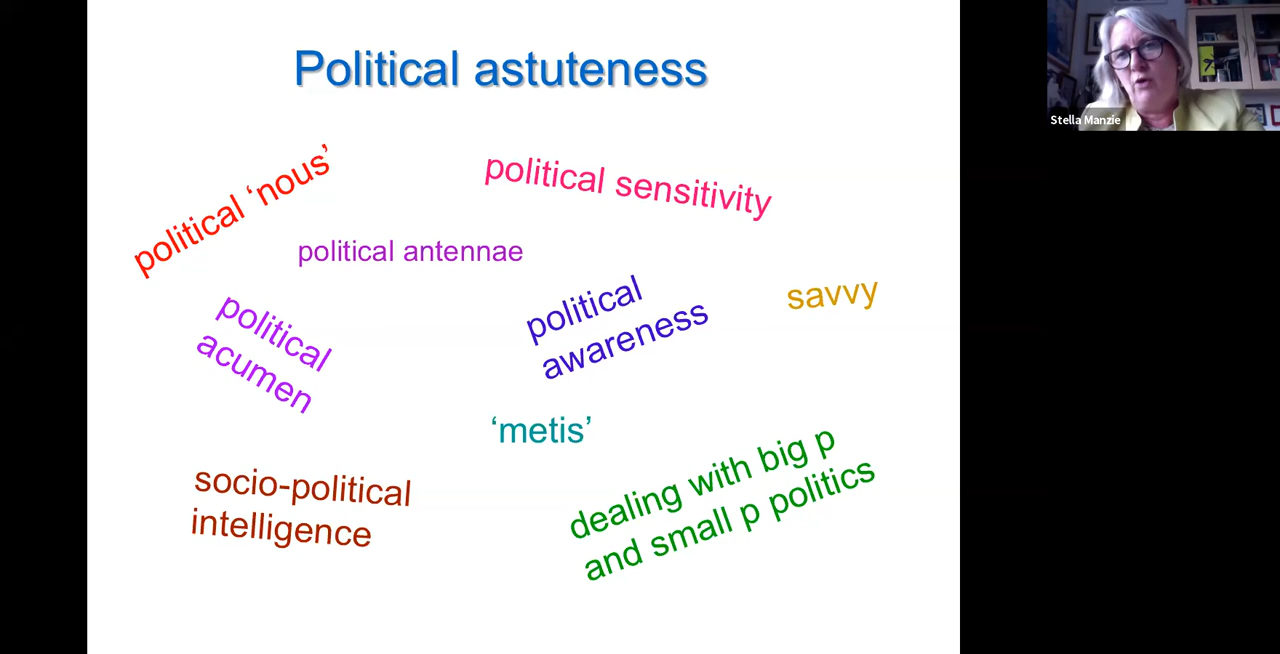 Political astuteness
Stella Manzie
political ‘nous’
political sensitivity
political antennae
political
acumen
political
awareness
savvy
‘metis’
socio-political
intelligence
dealing with big p
and small p politics